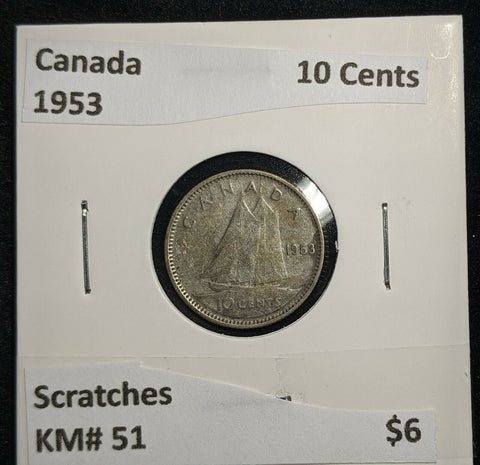 Canada 10 Cents
1953
CANADA
1953
10 CENTS
Scratches
KM# 51 $6